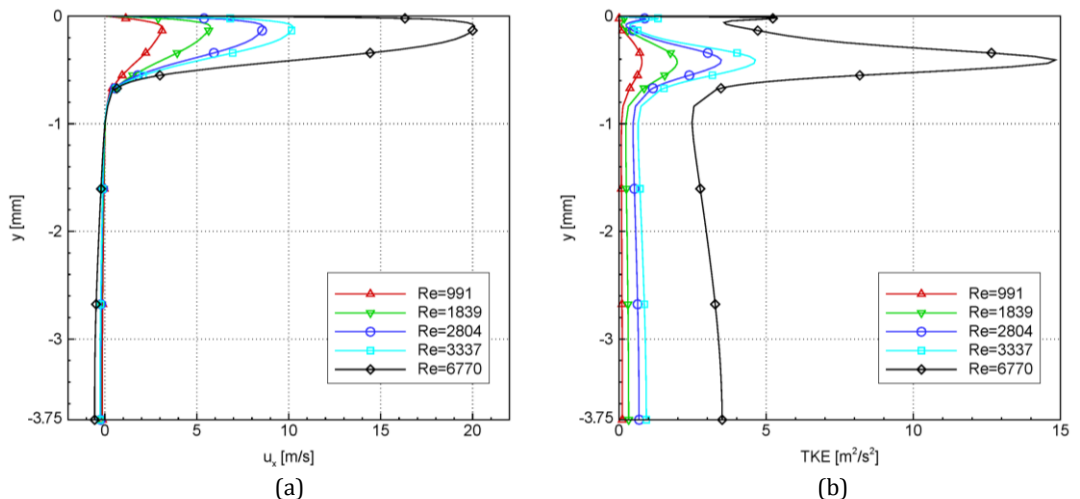 0
-1
-2
-3
-3.75
y [mm]
0 5 10 15 20
u_x [m/s]
Re=991
Re=1839
Re=2804
Re=3337
Re=6770
(a)
0
-1
-2
-3
-3.75
y [mm]
0 5 10 15
TKE [m²/s²]
Re=991
Re=1839
Re=2804
Re=3337
Re=6770
(b)